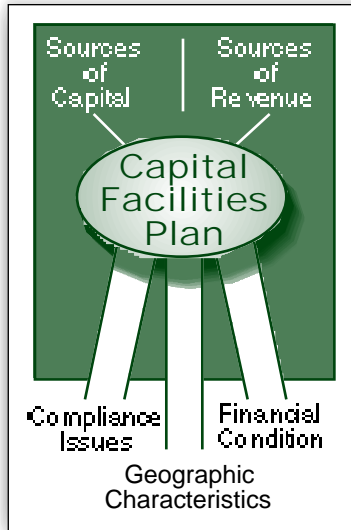 Sources
of
Capital
Sources
of
Revenue
Capital
Facilities
Plan
Compliance
Issues
Financial
Condition
Geographic
Characteristics